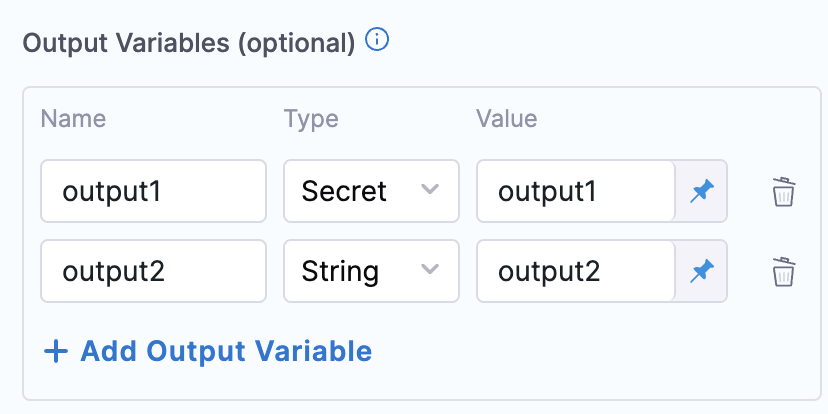 Output Variables (optional)
Name Type Value
output1 Secret output1
output2 String output2
+ Add Output Variable